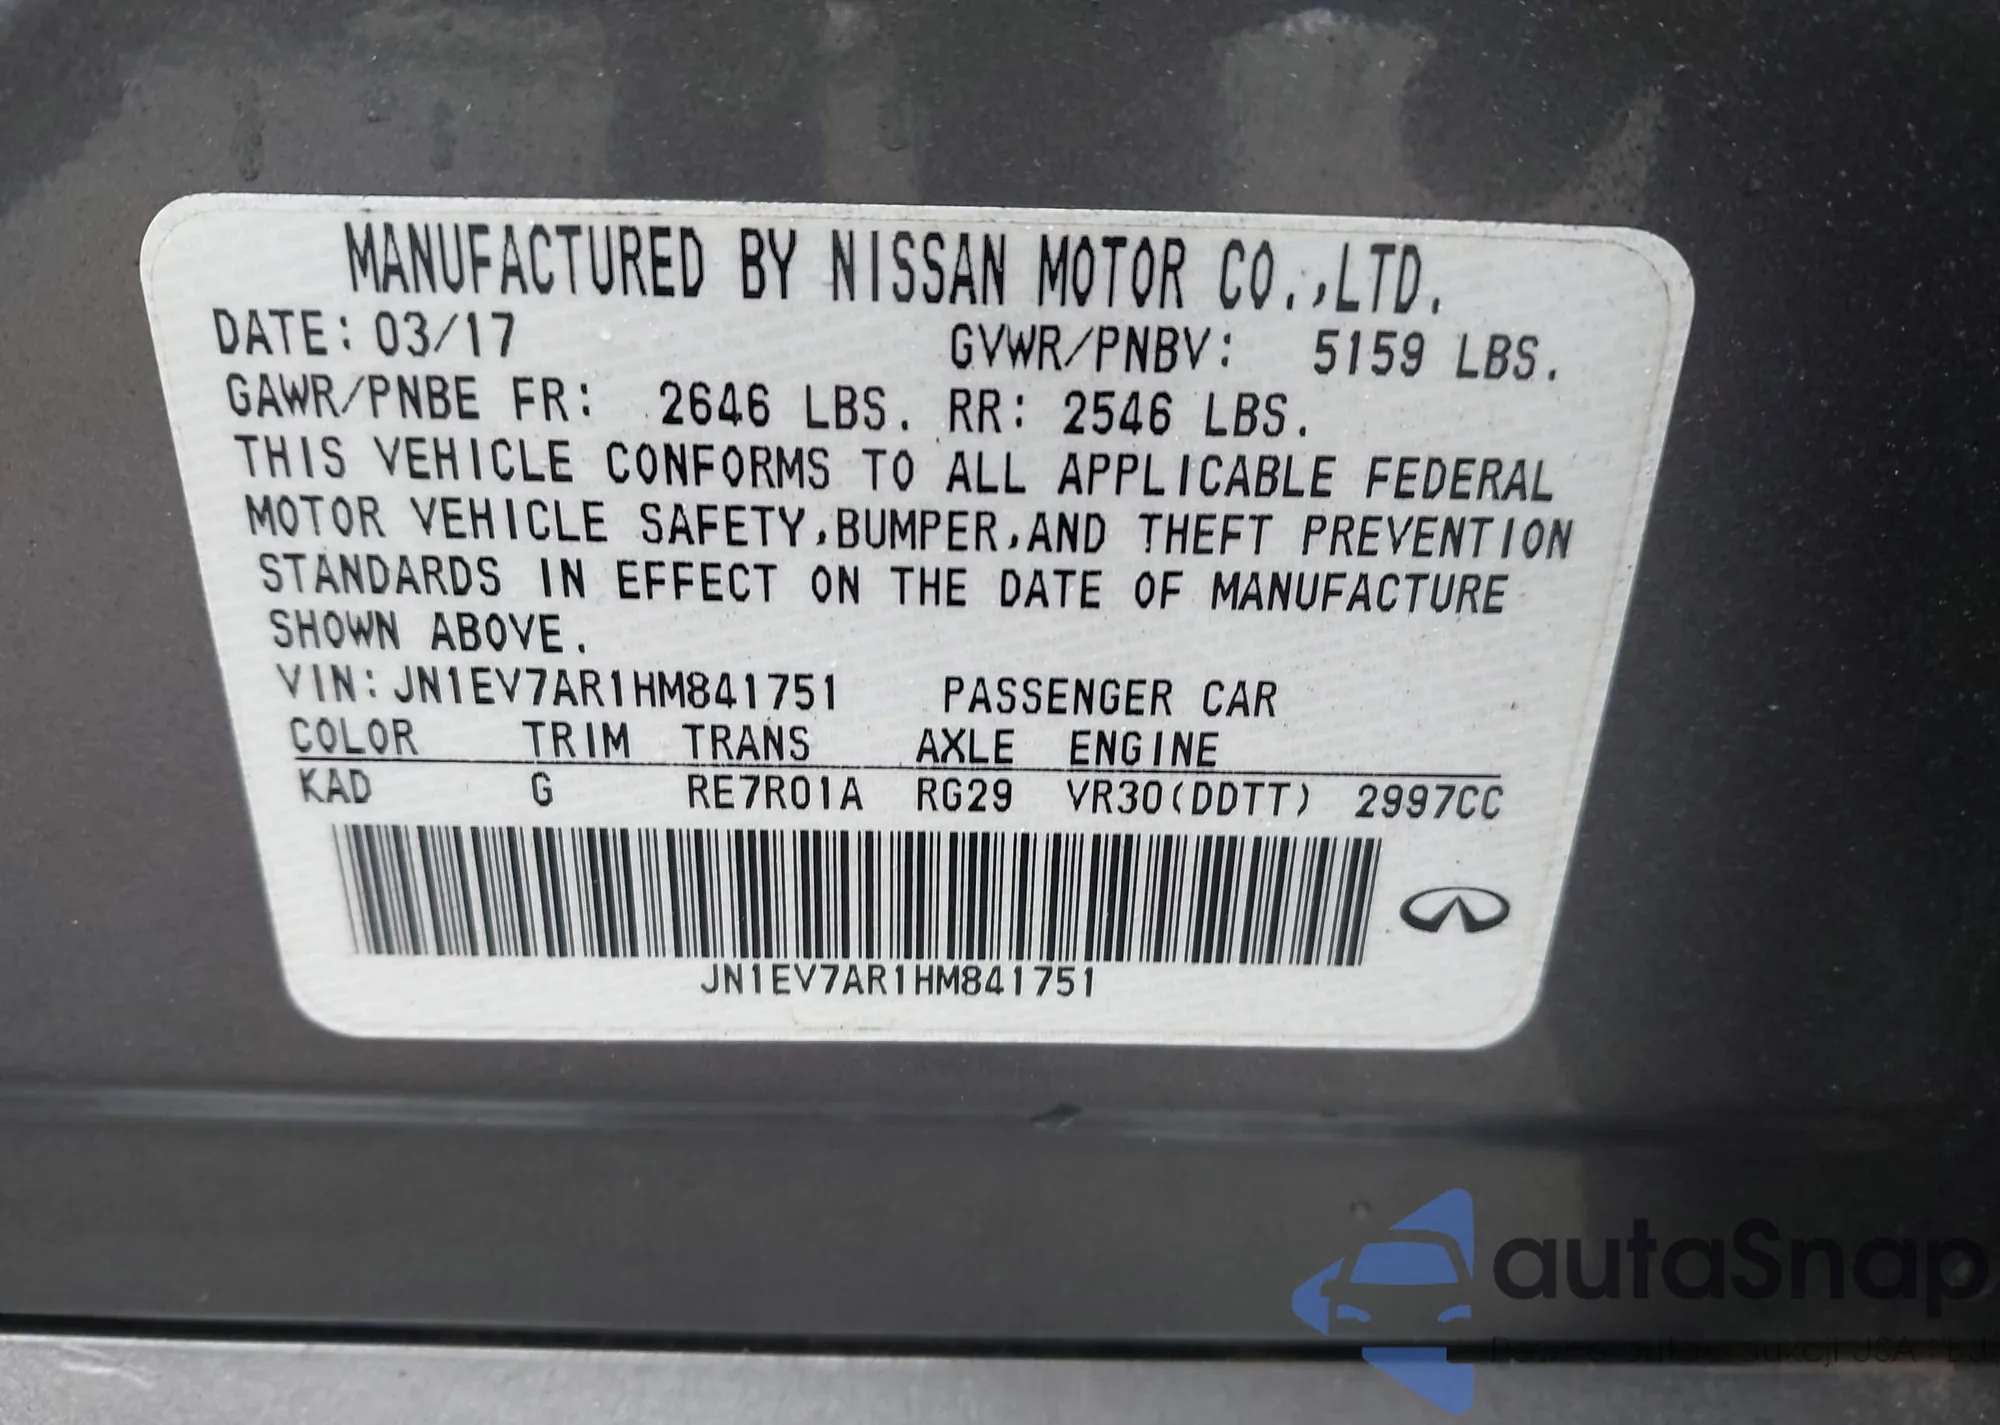 MANUFACTURED BY NISSAN MOTOR CO.,LTD.
DATE: 03/17 GVWR/PNBV: 5159 LBS.
GAWR/PNBE FR: 2646 LBS. RR: 2546 LBS.
THIS VEHICLE CONFORMS TO ALL APPLICABLE FEDERAL
MOTOR VEHICLE SAFETY,BUMPER,AND THEFT PREVENTION
STANDARDS IN EFFECT ON THE DATE OF MANUFACTURE
SHOWN ABOVE.
VIN:JN1EV7AR1HM841751 PASSENGER CAR
COLOR TRIM TRANS AXLE ENGINE
KAD G RE7R01A RG29 VR30(DDTT) 2997CC
JN1EV7AR1HM841751
autaSnap